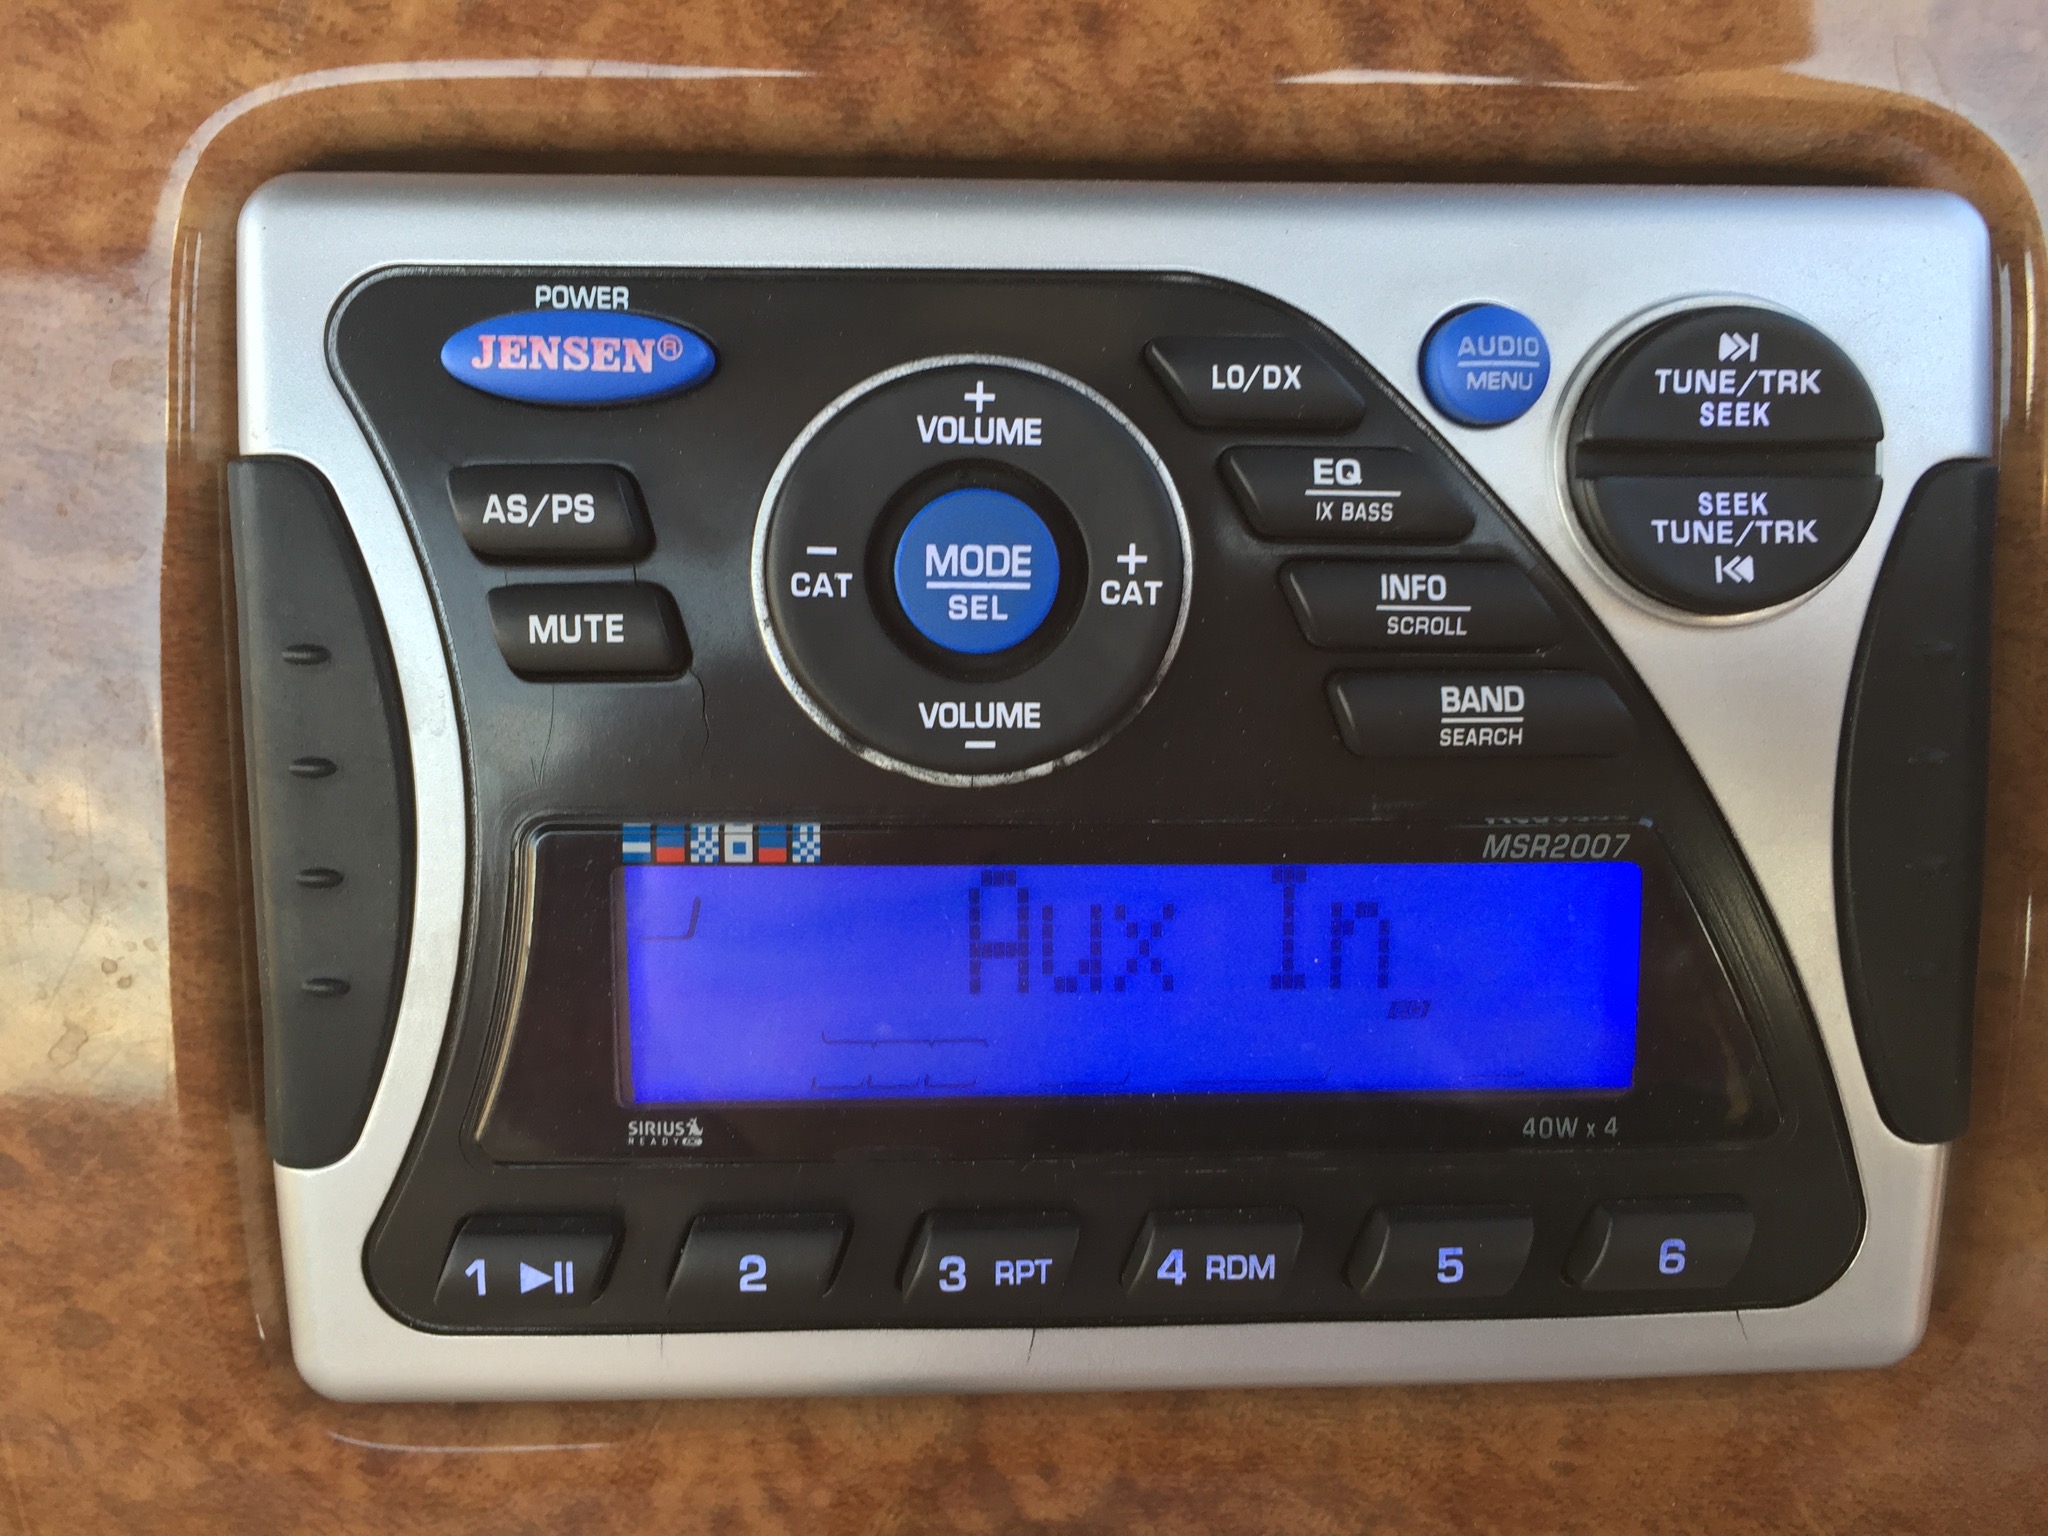 POWER
JENSEN®
AS/PS
MUTE
+
VOLUME
−
CAT
MODE
SEL
+
CAT
VOLUME
−
LO/DX
EQ
IX BASS
INFO
SCROLL
BAND
SEARCH
AUDIO
MENU
TUNE/TRK
SEEK
SEEK
TUNE/TRK
MSR2007
Aux In
SIRIUS
READY
40W x 4
1
2
3 RPT
4 RDM
5
6